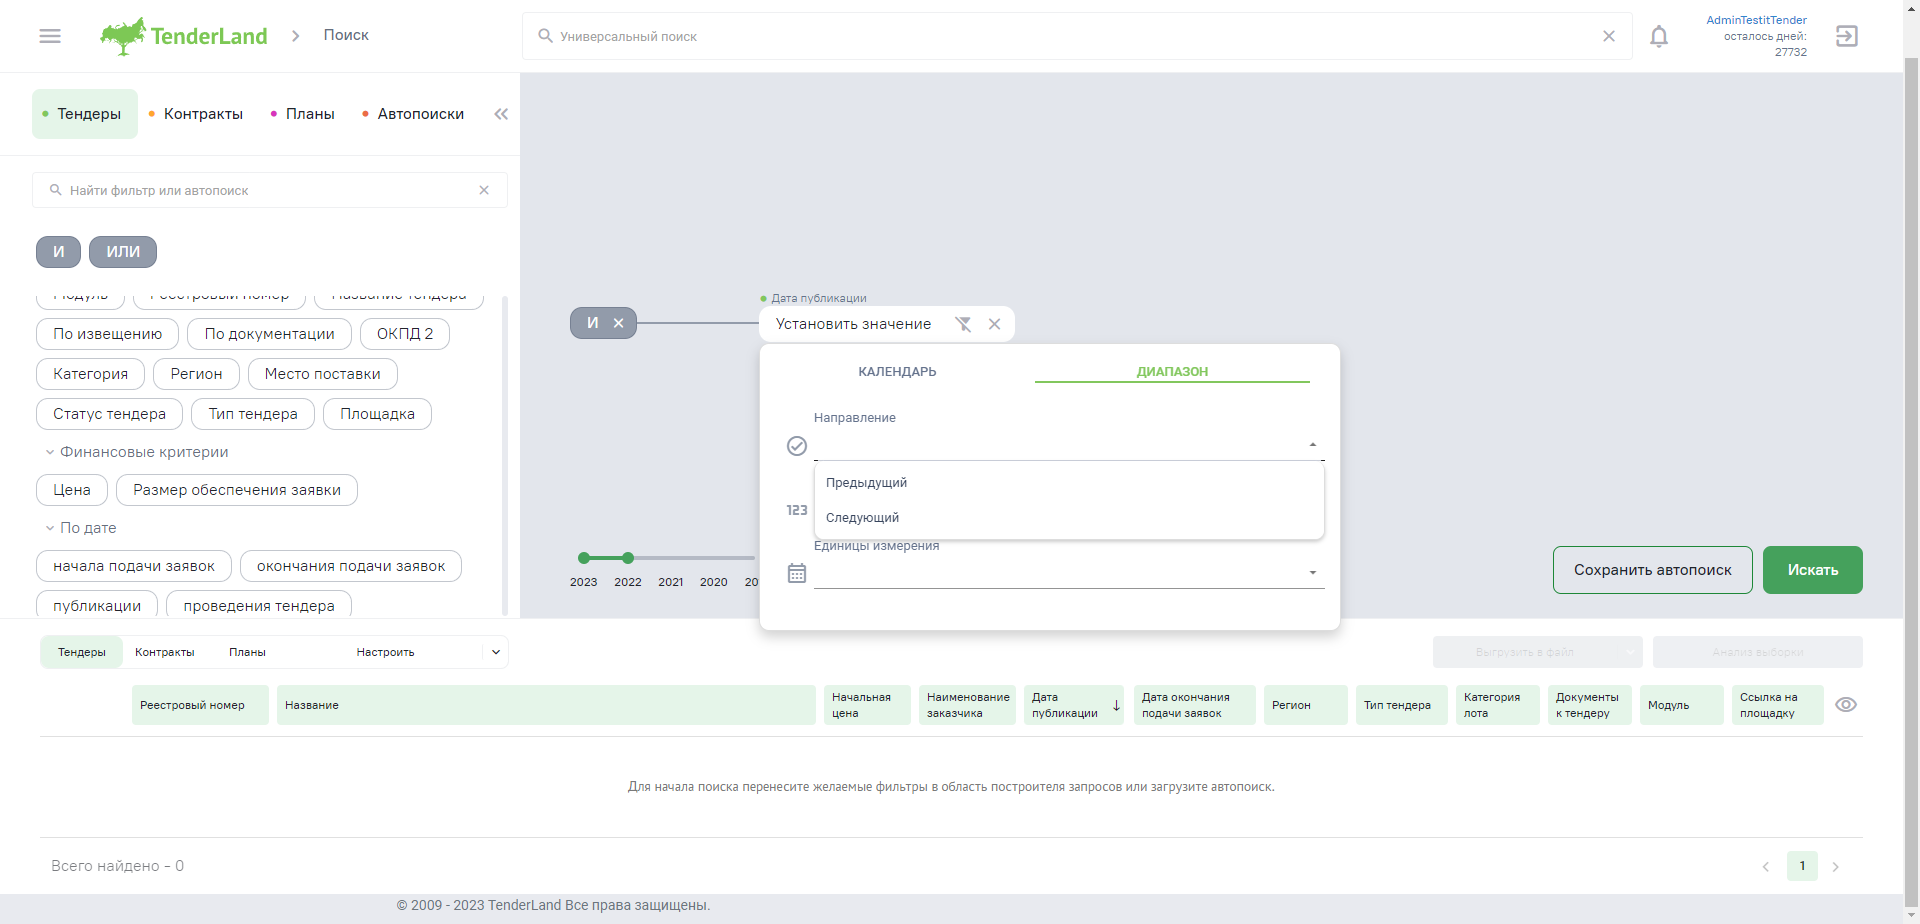 TenderLand
Поиск
Универсальный поиск
AdminTestitTender
осталось дней:
27732
Тендеры
Контракты
Планы
Автопоиски
Найти фильтр или автопоиск
И
ИЛИ
Модуль
Реестровый номер
Название тендера
По извещению
По документации
ОКПД 2
Категория
Регион
Место поставки
Статус тендера
Тип тендера
Площадка
Финансовые критерии
Цена
Размер обеспечения заявки
По дате
начала подачи заявок
окончания подачи заявок
публикации
проведения тендера
Дата публикации
И
Установить значение
КАЛЕНДАРЬ
ДИАПАЗОН
Направление
Предыдущий
123
Следующий
Единицы измерения
2023
2022
2021
2020
20
Сохранить автопоиск
Искать
Тендеры
Контракты
Планы
Настроить
Выгрузить в файл
Анализ выборки
Реестровый номер
Название
Начальная
цена
Наименование
заказчика
Дата
публикации
Дата окончания
подачи заявок
Регион
Тип тендера
Категория
лота
Документы
к тендеру
Модуль
Ссылка на
площадку
Для начала поиска перенесите желаемые фильтры в область построителя запросов или загрузите автопоиск.
Всего найдено - 0
1
© 2009 - 2023 TenderLand Все права защищены.